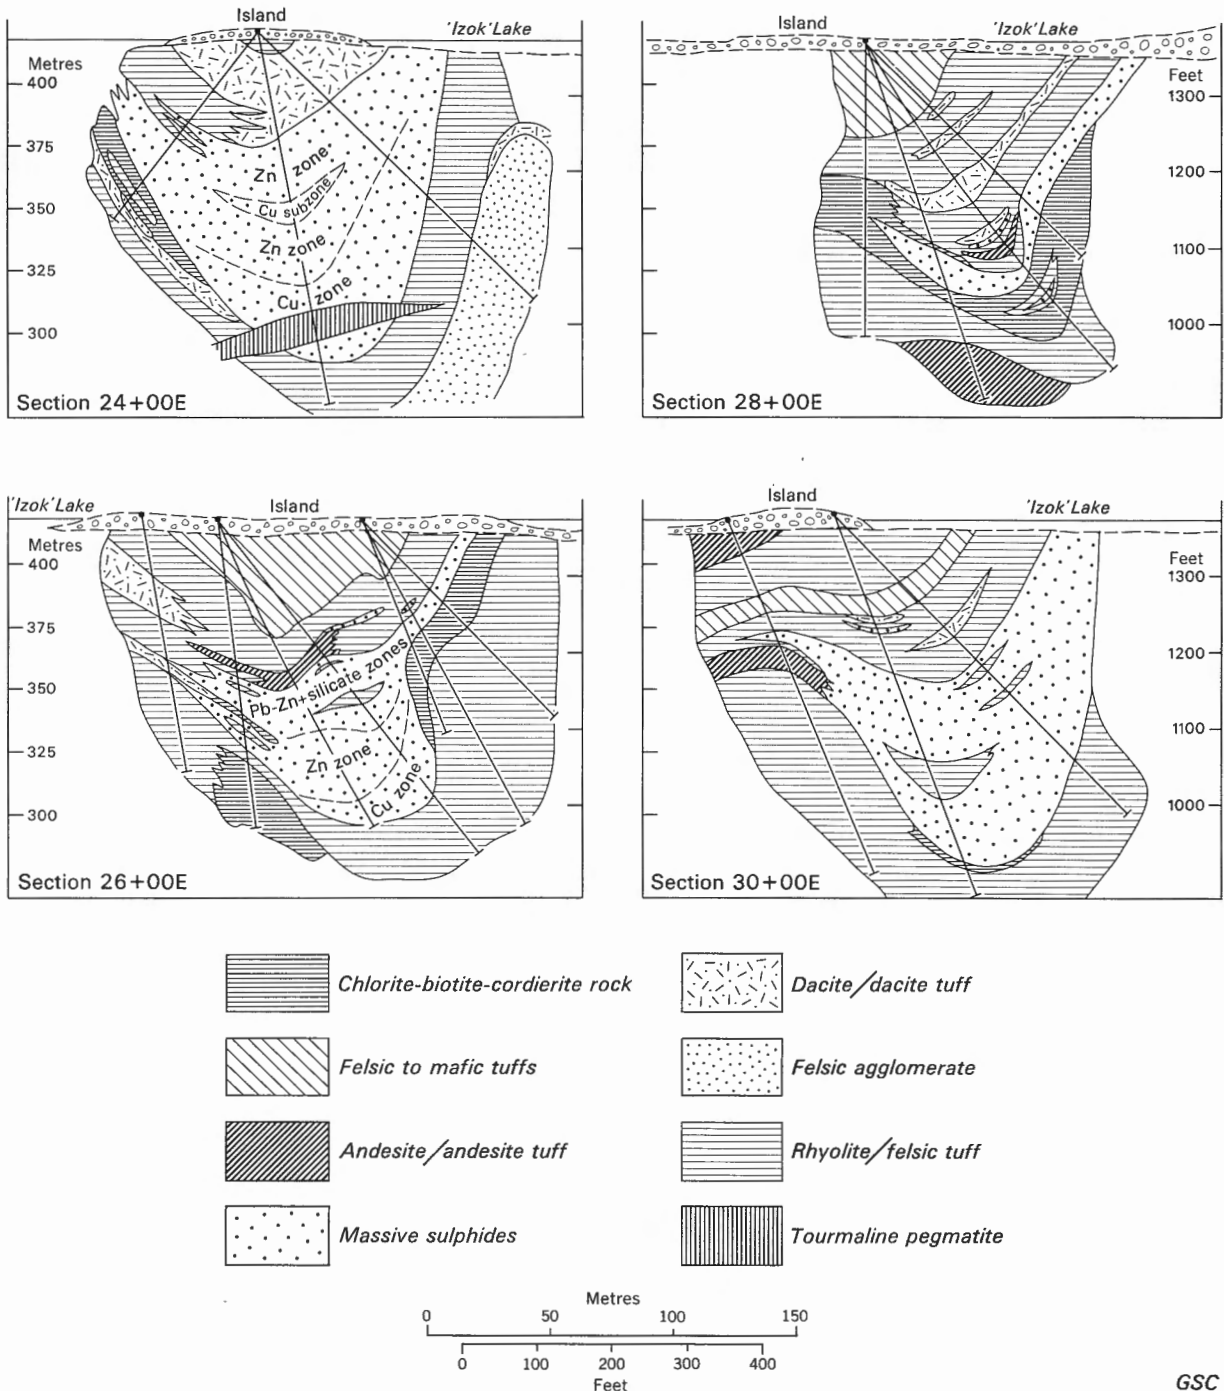 Island
'Izok' Lake
Metres
400
375
350
325
300
Zn zone
Cu subzone
Zn zone
Cu zone
Section 24+00E
Island
'Izok' Lake
Feet
1300
1200
1100
1000
Section 28+00E
'Izok' Lake
Island
Metres
400
375
350
325
300
Pb-Zn+silicate zones
Zn zone
Cu zone
Section 26+00E
Island
'Izok' Lake
Feet
1300
1200
1100
1000
Section 30+00E
Chlorite-biotite-cordierite rock
Dacite/dacite tuff
Felsic to mafic tuffs
Felsic agglomerate
Andesite/andesite tuff
Rhyolite/felsic tuff
Massive sulphides
Tourmaline pegmatite
Metres
0 50 100 150
0 100 200 300 400
Feet
GSC